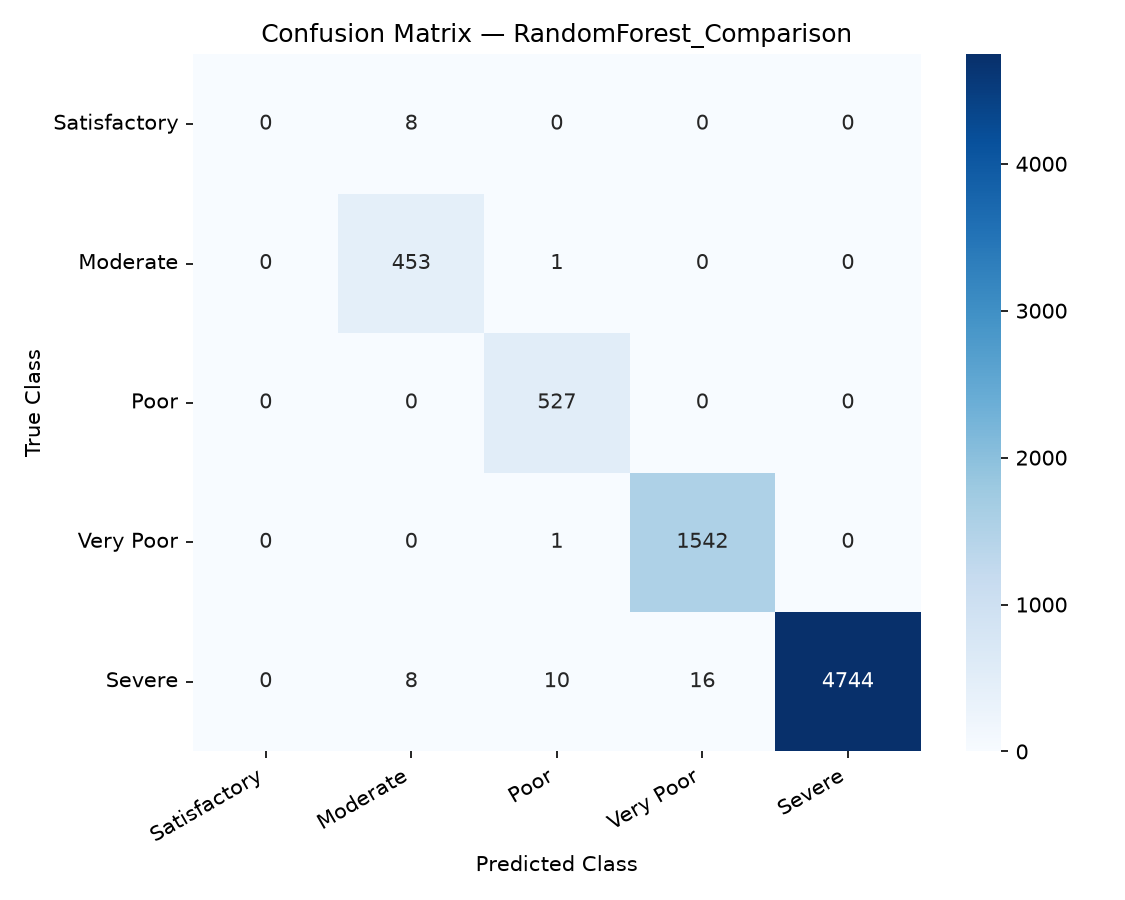 Confusion Matrix — RandomForest_Comparison
Satisfactory 0 8 0 0 0
Moderate 0 453 1 0 0
Poor 0 0 527 0 0
Very Poor 0 0 1 1542 0
Severe 0 8 10 16 4744
True Class
Satisfactory Moderate Poor Very Poor Severe
Predicted Class
4000
3000
2000
1000
0